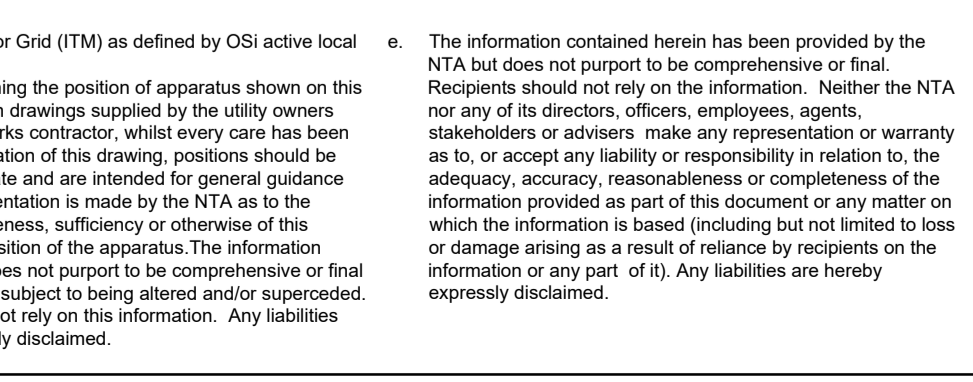 or Grid (ITM) as defined by OSi active local
ing the position of apparatus shown on this
drawings supplied by the utility owners
rks contractor, whilst every care has been
ation of this drawing, positions should be
te and are intended for general guidance
entation is made by the NTA as to the
eness, sufficiency or otherwise of this
sition of the apparatus.The information
es not purport to be comprehensive or final
subject to being altered and/or superceded.
ot rely on this information.  Any liabilities
ly disclaimed.
e. The information contained herein has been provided by the
NTA but does not purport to be comprehensive or final.
Recipients should not rely on the information.  Neither the NTA
nor any of its directors, officers, employees, agents,
stakeholders or advisers  make any representation or warranty
as to, or accept any liability or responsibility in relation to, the
adequacy, accuracy, reasonableness or completeness of the
information provided as part of this document or any matter on
which the information is based (including but not limited to loss
or damage arising as a result of reliance by recipients on the
information or any part  of it). Any liabilities are hereby
expressly disclaimed.